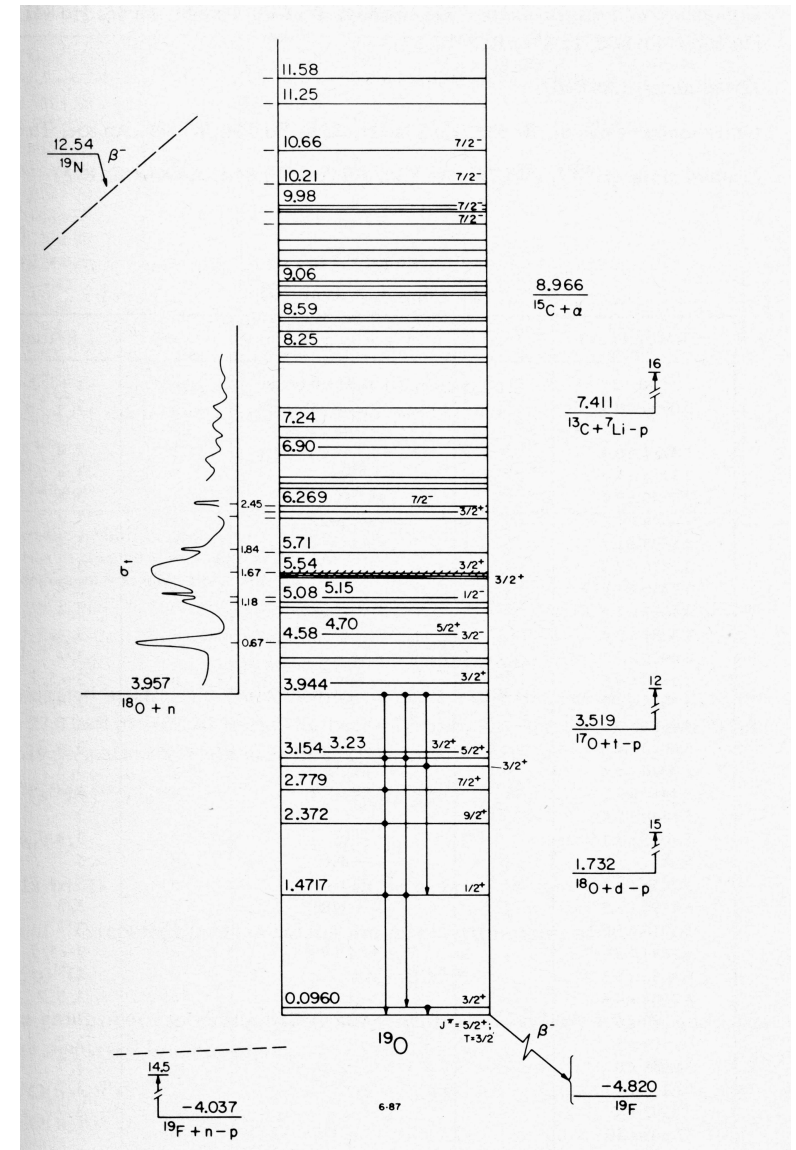 11.58
11.25
12.54 β⁻
¹⁹N
10.66 7/2⁻
10.21 7/2⁻
9.98
7/2⁻
7/2⁻
9.06
8.966
¹⁵C + α
8.59
8.25
16
7.411
¹³C + ⁷Li - p
7.24
6.90
2.45 6.269 7/2⁻
3/2⁺
1.84 5.71
σt 1.67 5.54 3/2⁺
3/2⁺
5.08 5.15 1/2⁻
1.18
4.70 5/2⁺
0.67 4.58 3/2⁻
3.957 3.944 3/2⁺
¹⁸O + n
12
3.519
¹⁷O + t - p
3.154 3.23 3/2⁺ 5/2⁺
3/2⁺
2.779 7/2⁺
2.372 9/2⁺
15
1.732
¹⁸O + d - p
1.4717 1/2⁺
0.0960 3/2⁺
¹⁹O Jπ = 5/2⁺; β⁻
T=3/2
14.5
-4.037
¹⁹F + n - p
6-87
-4.820
¹⁹F